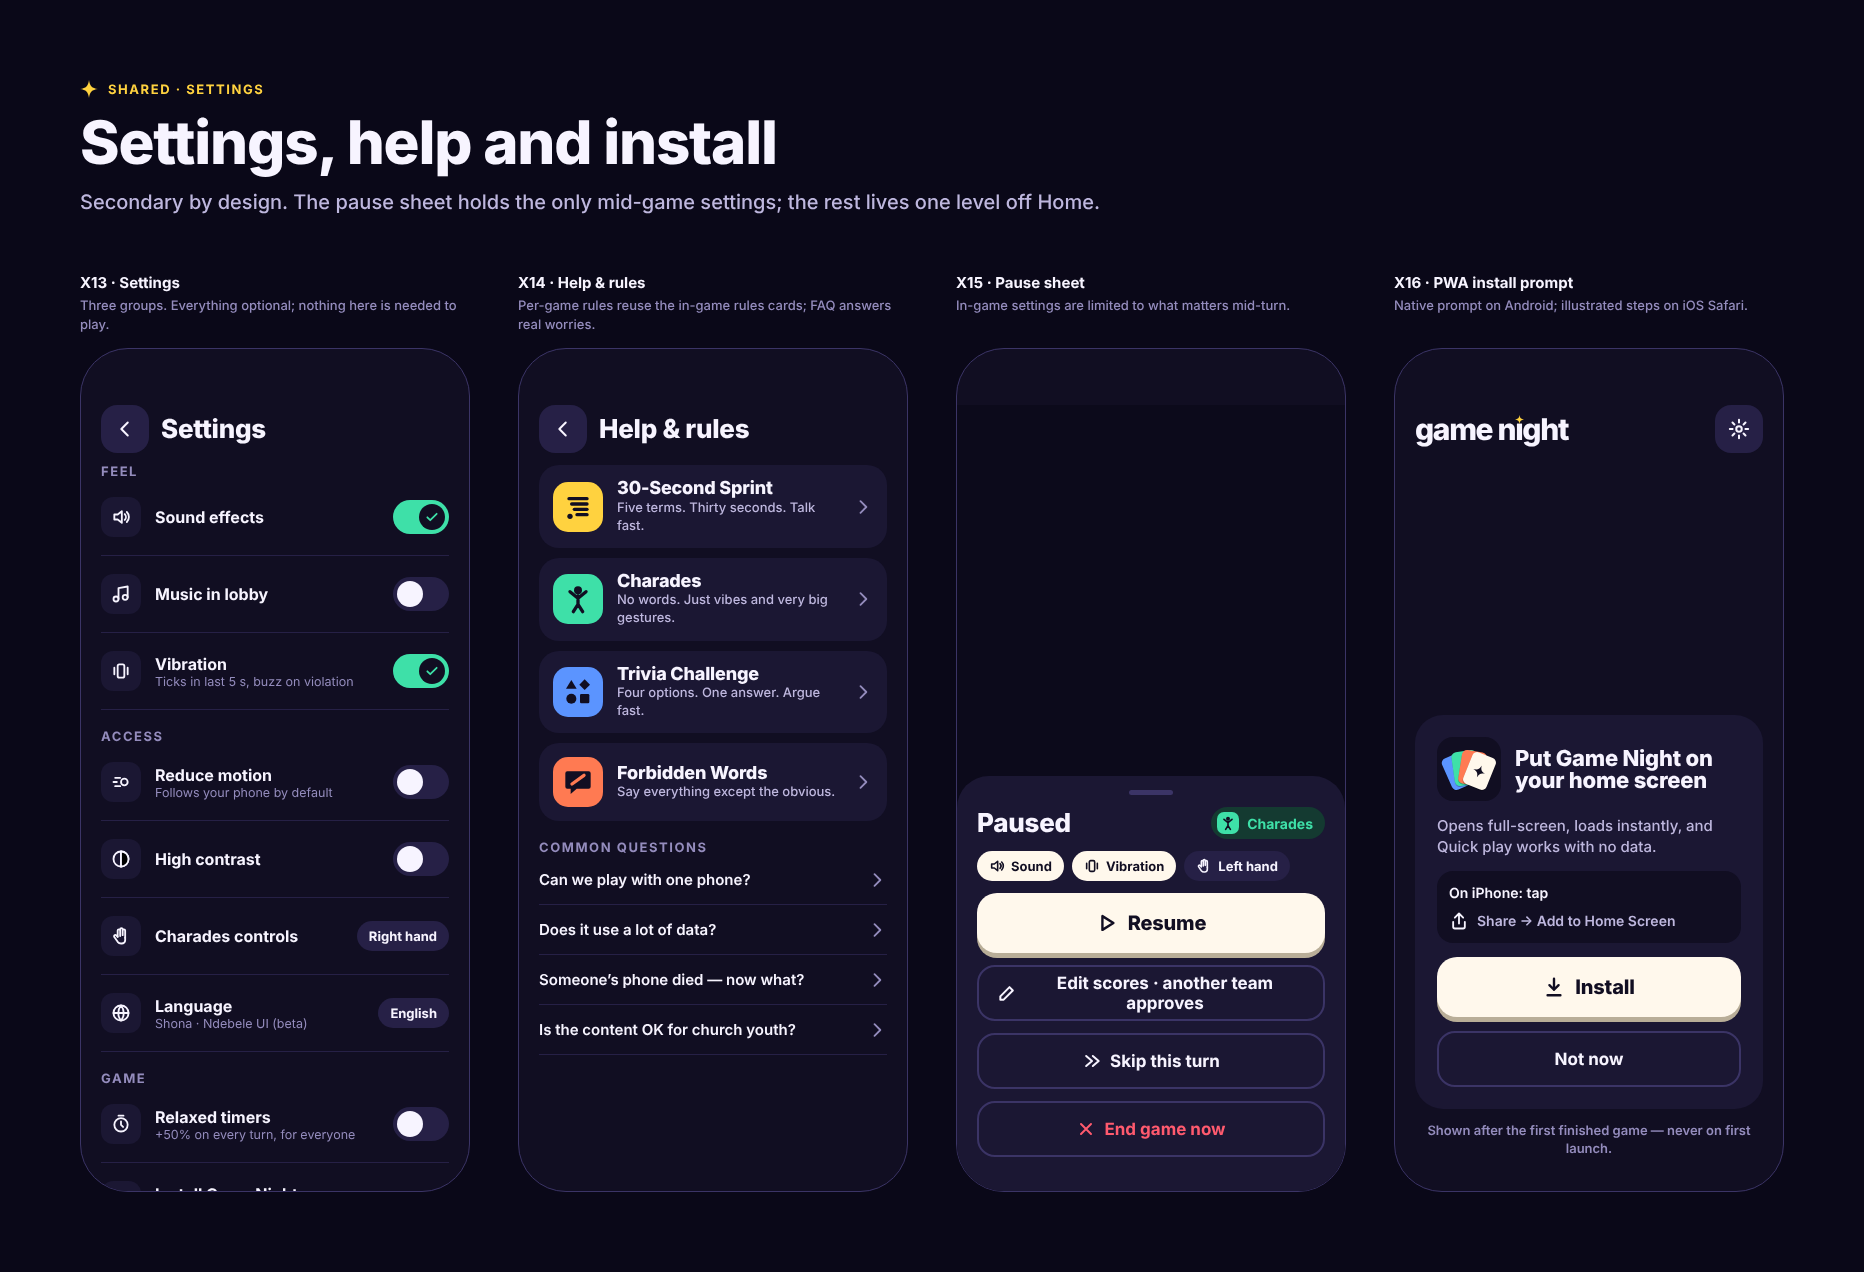 SHARED · SETTINGS
Settings, help and install
Secondary by design. The pause sheet holds the only mid-game settings; the rest lives one level off Home.
X13 · Settings
Three groups. Everything optional; nothing here is needed to
play.
Settings
FEEL
Sound effects
Music in lobby
Vibration
Ticks in last 5 s, buzz on violation
ACCESS
Reduce motion
Follows your phone by default
High contrast
Charades controls
Right hand
Language
Shona · Ndebele UI (beta)
English
GAME
Relaxed timers
+50% on every turn, for everyone
X14 · Help & rules
Per-game rules reuse the in-game rules cards; FAQ answers
real worries.
Help & rules
30-Second Sprint
Five terms. Thirty seconds. Talk
fast.
Charades
No words. Just vibes and very big
gestures.
Trivia Challenge
Four options. One answer. Argue
fast.
Forbidden Words
Say everything except the obvious.
COMMON QUESTIONS
Can we play with one phone?
Does it use a lot of data?
Someone’s phone died — now what?
Is the content OK for church youth?
X15 · Pause sheet
In-game settings are limited to what matters mid-turn.
Paused
Charades
Sound
Vibration
Left hand
Resume
Edit scores · another team
approves
Skip this turn
End game now
X16 · PWA install prompt
Native prompt on Android; illustrated steps on iOS Safari.
game night
Put Game Night on
your home screen
Opens full-screen, loads instantly, and
Quick play works with no data.
On iPhone: tap
Share → Add to Home Screen
Install
Not now
Shown after the first finished game — never on first
launch.